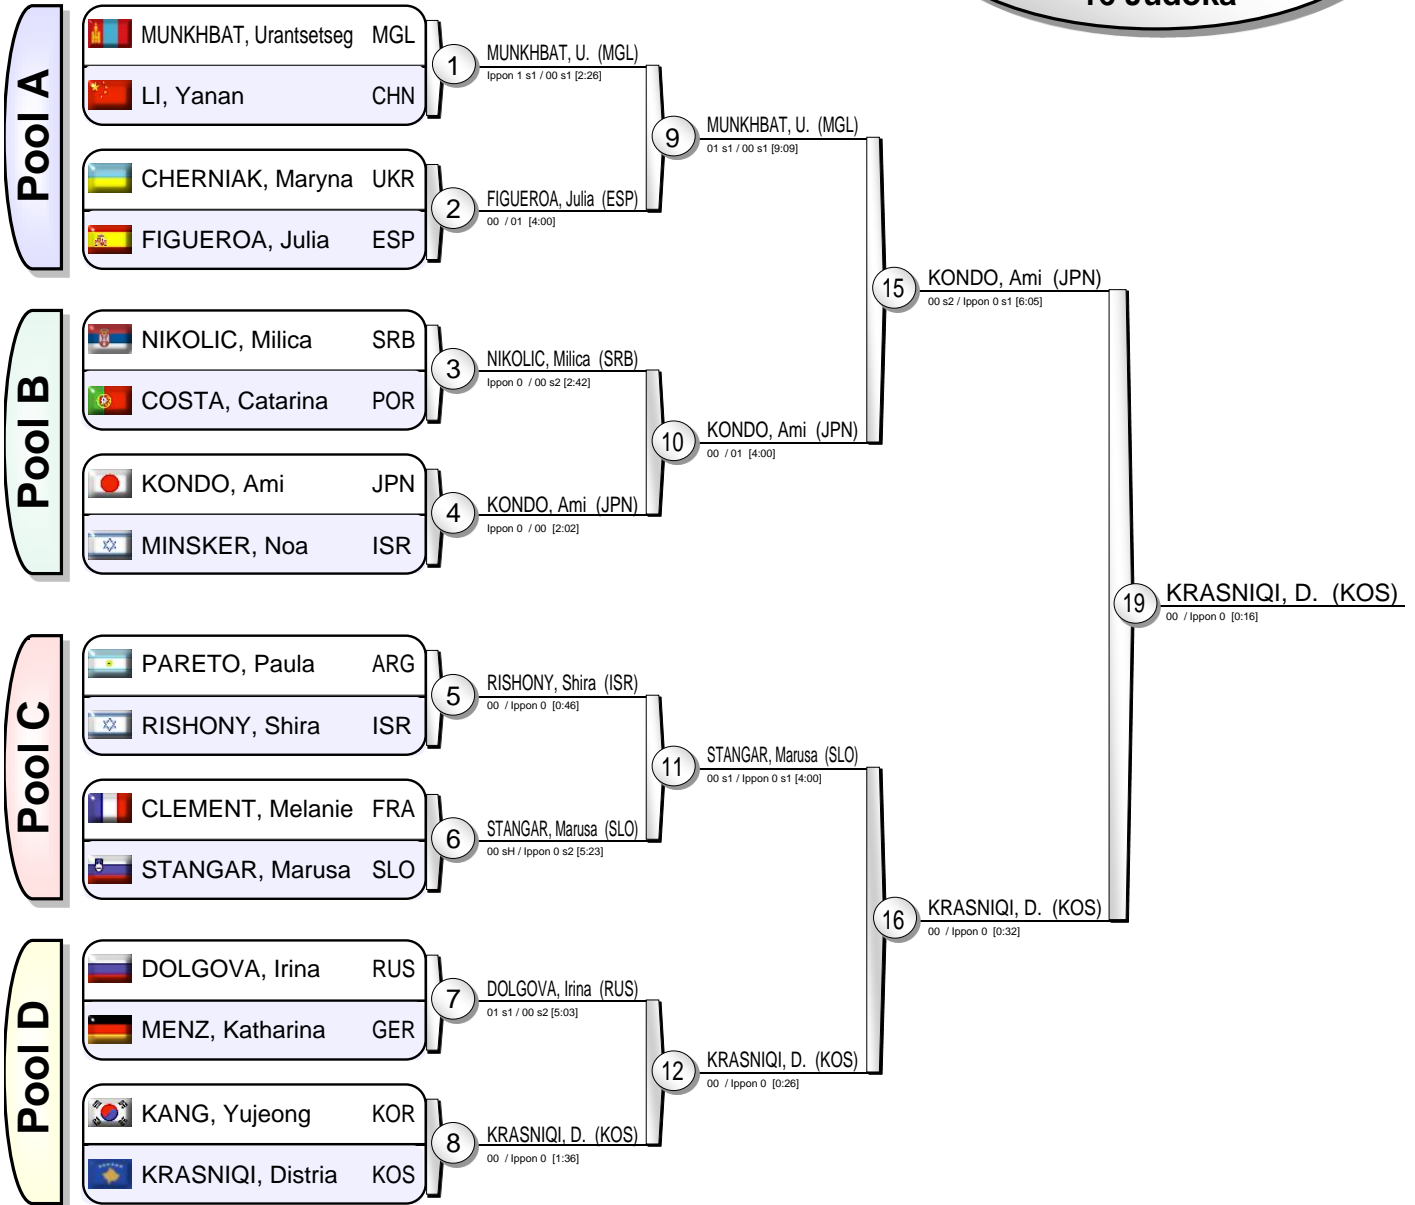 16 Judoka
Pool A
MUNKHBAT, Urantsetseg MGL
LI, Yanan CHN
1
MUNKHBAT, U. (MGL)
Ippon 1 s1 / 00 s1 [2:26]
CHERNIAK, Maryna UKR
FIGUEROA, Julia ESP
2
FIGUEROA, Julia (ESP)
00 / 01 [4:00]
9
MUNKHBAT, U. (MGL)
01 s1 / 00 s1 [9:09]
Pool B
NIKOLIC, Milica SRB
COSTA, Catarina POR
3
NIKOLIC, Milica (SRB)
Ippon 0 / 00 s2 [2:42]
KONDO, Ami JPN
MINSKER, Noa ISR
4
KONDO, Ami (JPN)
Ippon 0 / 00 [2:02]
10
KONDO, Ami (JPN)
00 / 01 [4:00]
15
KONDO, Ami (JPN)
00 s2 / Ippon 0 s1 [6:05]
Pool C
PARETO, Paula ARG
RISHONY, Shira ISR
5
RISHONY, Shira (ISR)
00 / Ippon 0 [0:46]
CLEMENT, Melanie FRA
STANGAR, Marusa SLO
6
STANGAR, Marusa (SLO)
00 sH / Ippon 0 s2 [5:23]
11
STANGAR, Marusa (SLO)
00 s1 / Ippon 0 s1 [4:00]
Pool D
DOLGOVA, Irina RUS
MENZ, Katharina GER
7
DOLGOVA, Irina (RUS)
01 s1 / 00 s2 [5:03]
KANG, Yujeong KOR
KRASNIQI, Distria KOS
8
KRASNIQI, D. (KOS)
00 / Ippon 0 [1:36]
12
KRASNIQI, D. (KOS)
00 / Ippon 0 [0:26]
16
KRASNIQI, D. (KOS)
00 / Ippon 0 [0:32]
19
KRASNIQI, D. (KOS)
00 / Ippon 0 [0:16]